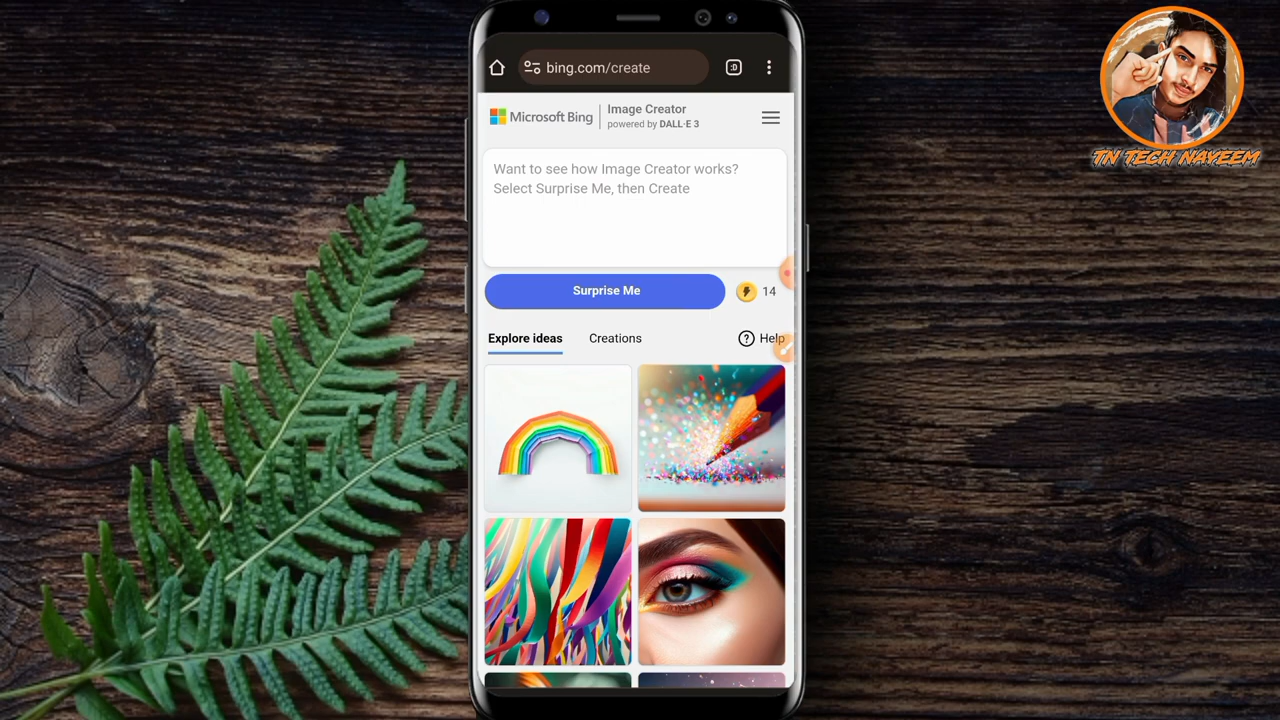 bing.com/create
:D
Microsoft Bing
Image Creator
powered by DALL·E 3
Want to see how Image Creator works?
Select Surprise Me, then Create
Surprise Me
14
Explore ideas
Creations
? Help
TN TECH NAYEEM